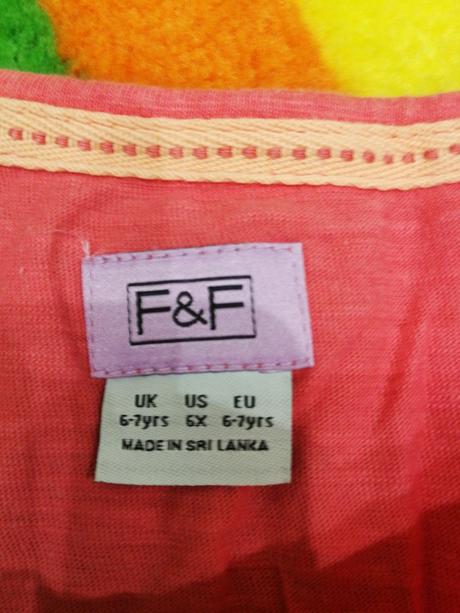 F&F
UK US EU
6-7yrs 6X 6-7yrs
MADE IN SRI LANKA